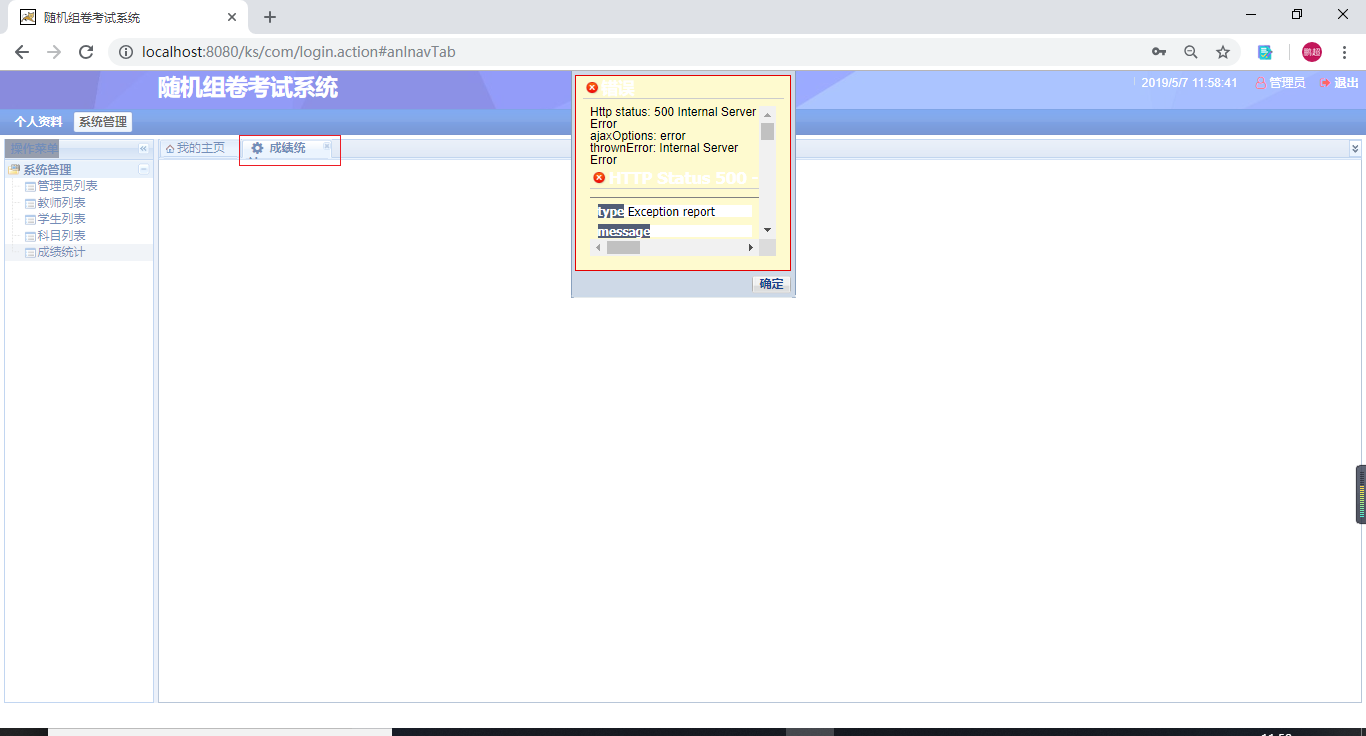 随机组卷考试系统
localhost:8080/ks/com/login.action#anlnavTab
鹏超
随机组卷考试系统
2019/5/7 11:58:41 管理员 退出
个人资料 系统管理
操作菜单
我的主页 成绩统
系统管理
管理员列表
教师列表
学生列表
科目列表
成绩统计
错误
Http status: 500 Internal Server
Error
ajaxOptions: error
thrownError: Internal Server
Error
HTTP Status 500 -
type Exception report
message
确定